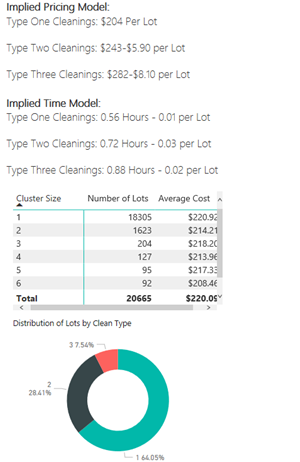 Implied Pricing Model:
Type One Cleanings: $204 Per Lot
Type Two Cleanings: $243-$5.90 per Lot
Type Three Cleanings: $282-$8.10 per Lot
Implied Time Model:
Type One Cleanings: 0.56 Hours - 0.01 per Lot
Type Two Cleanings: 0.72 Hours - 0.03 per Lot
Type Three Cleanings: 0.88 Hours - 0.02 per Lot
Cluster Size Number of Lots Average Cost
1 18305 $220.92
2 1623 $214.21
3 204 $218.20
4 127 $213.96
5 95 $217.33
6 92 $208.46
Total 20665 $220.09
Distribution of Lots by Clean Type
3 7.54%
2
28.41%
1 64.05%